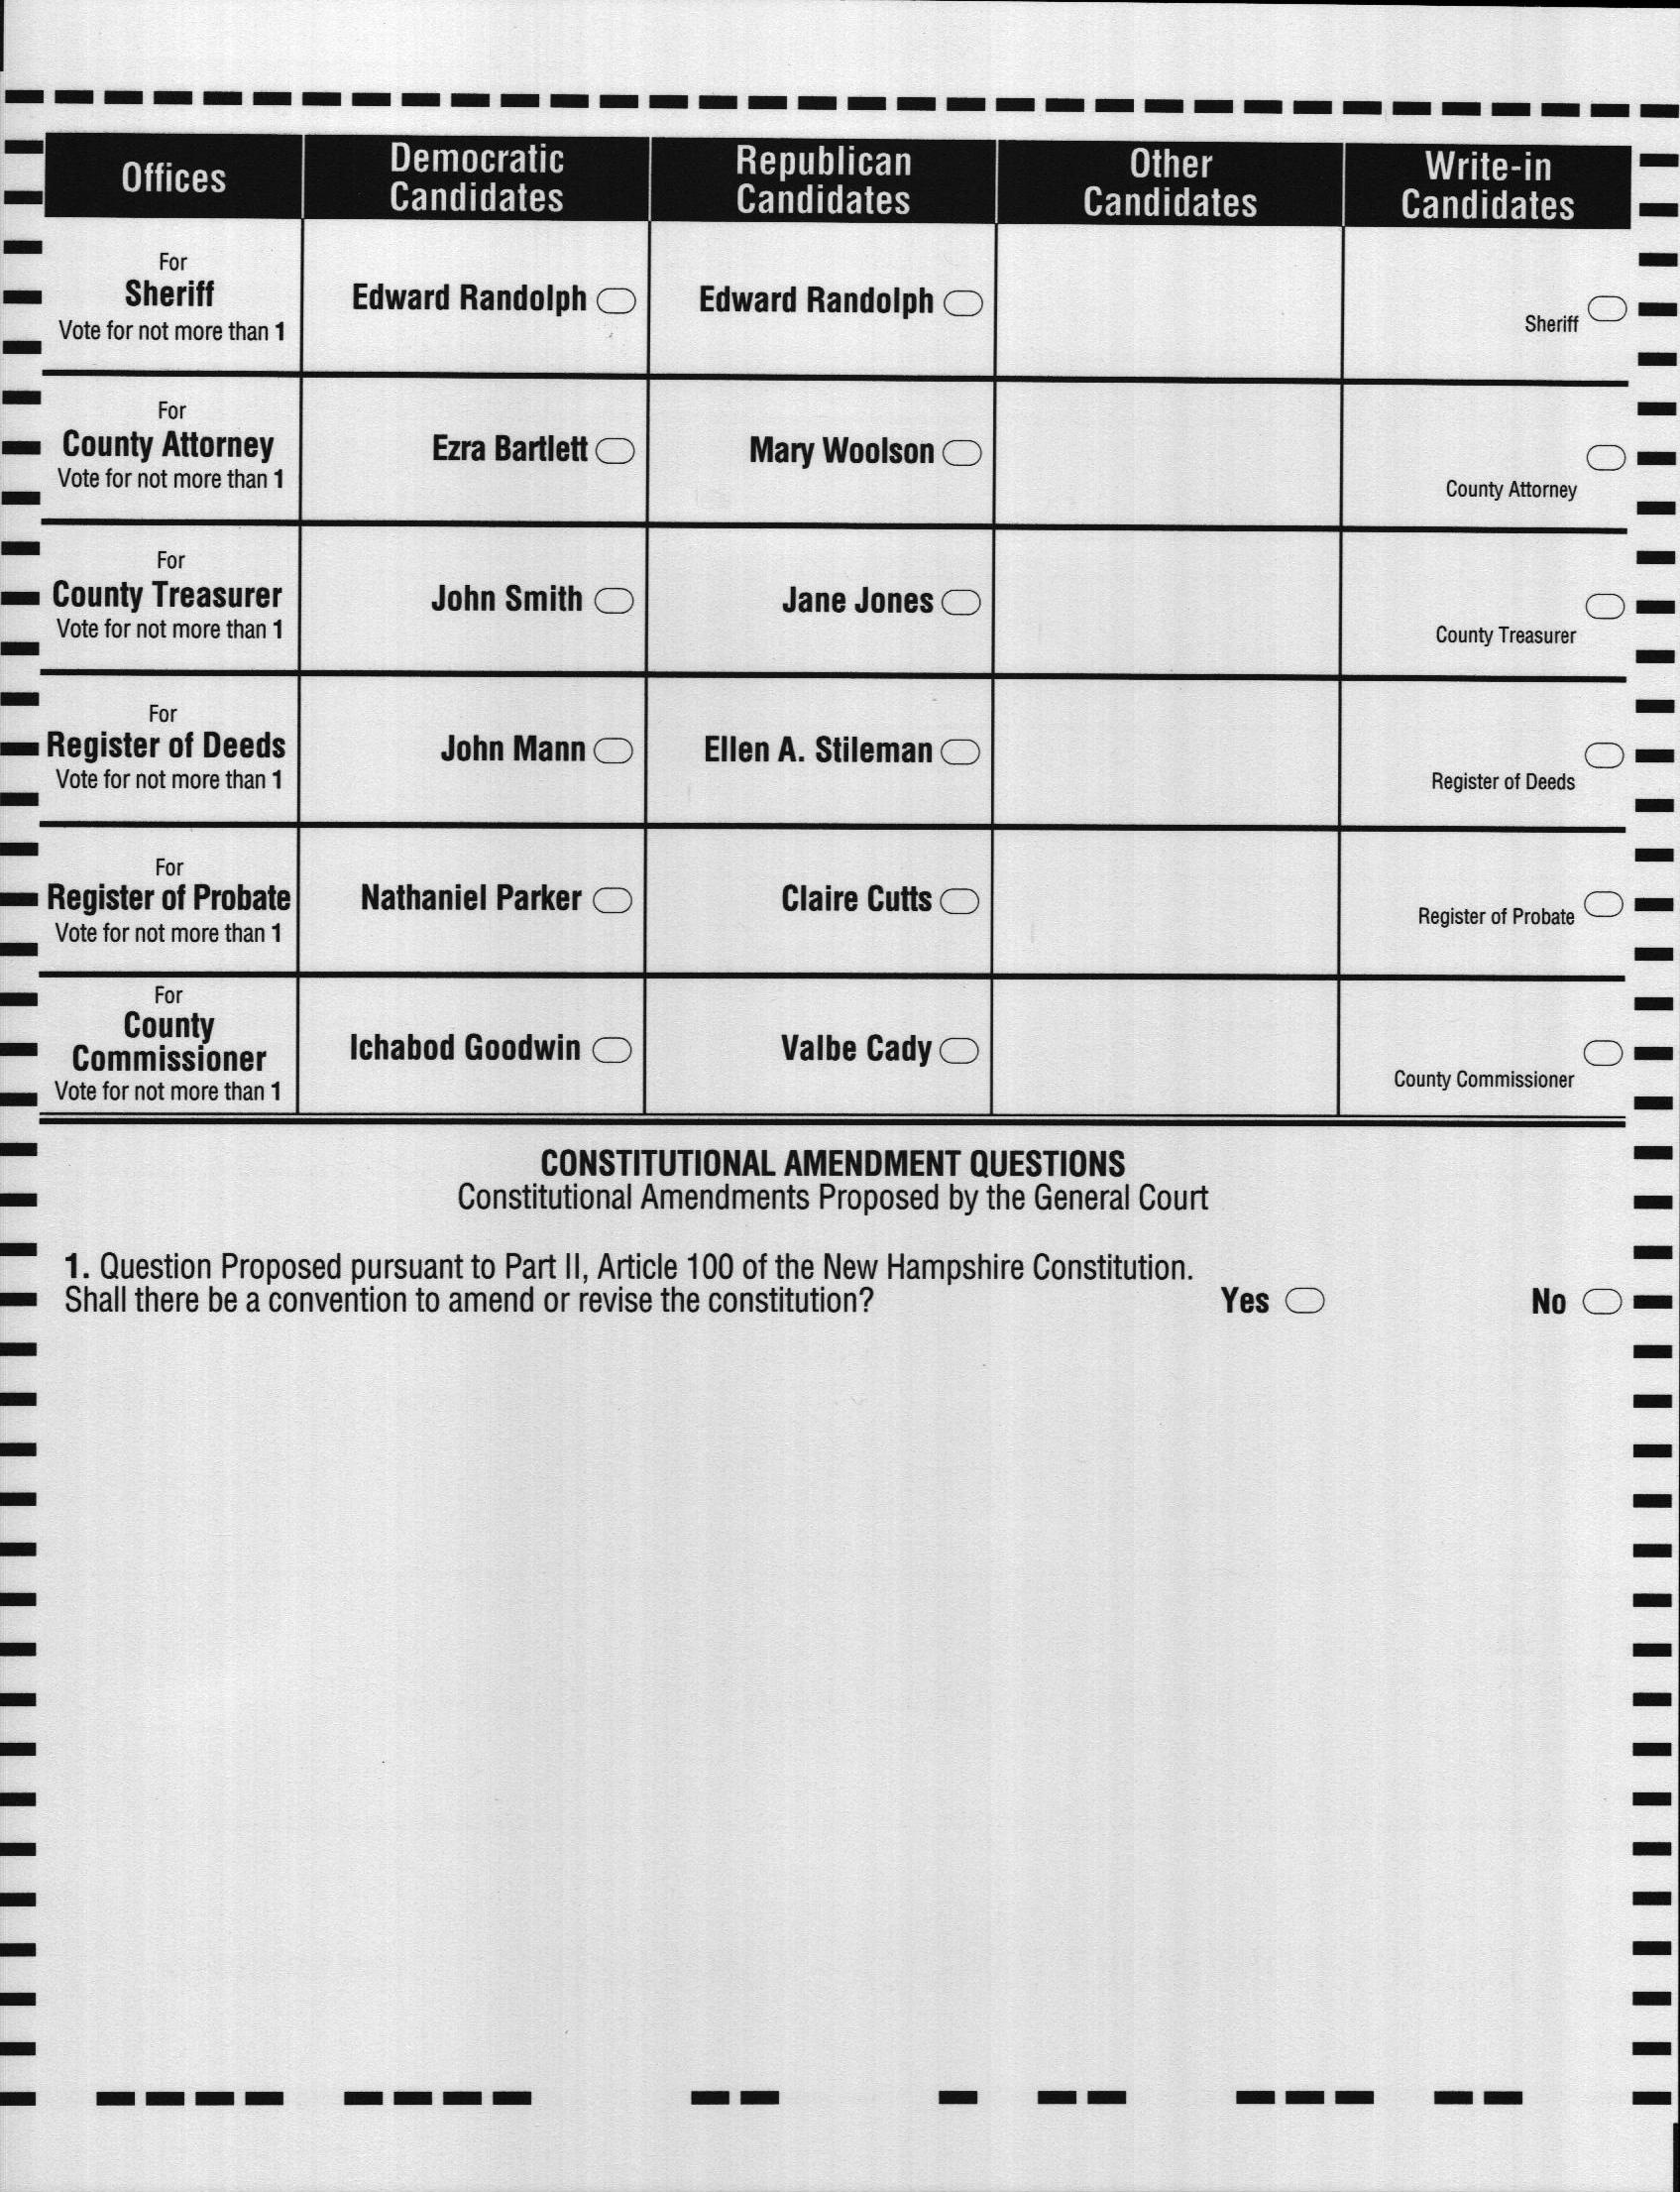 Offices
Democratic
Candidates
Republican
Candidates
Other
Candidates
Write-in
Candidates
For
Sheriff
Vote for not more than 1
Edward Randolph
Edward Randolph
Sheriff
For
County Attorney
Vote for not more than 1
Ezra Bartlett
Mary Woolson
County Attorney
For
County Treasurer
Vote for not more than 1
John Smith
Jane Jones
County Treasurer
For
Register of Deeds
Vote for not more than 1
John Mann
Ellen A. Stileman
Register of Deeds
For
Register of Probate
Vote for not more than 1
Nathaniel Parker
Claire Cutts
Register of Probate
For
County
Commissioner
Vote for not more than 1
Ichabod Goodwin
Valbe Cady
County Commissioner
CONSTITUTIONAL AMENDMENT QUESTIONS
Constitutional Amendments Proposed by the General Court
1. Question Proposed pursuant to Part II, Article 100 of the New Hampshire Constitution.
Shall there be a convention to amend or revise the constitution?
Yes
No